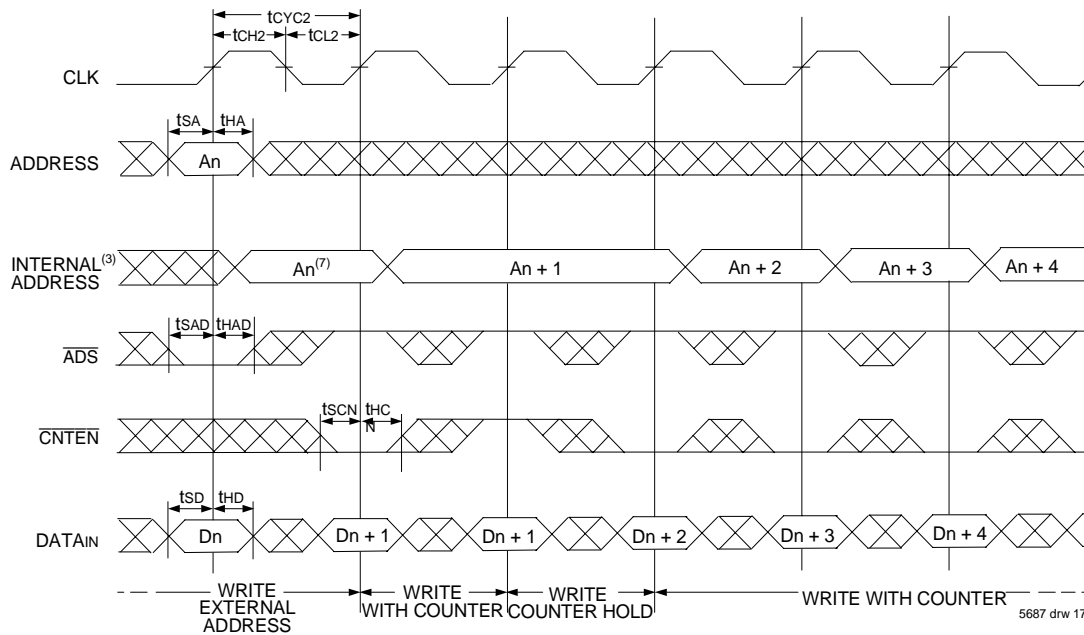 tCYC2
tCH2
tCL2
CLK
tSA
tHA
ADDRESS
An
INTERNAL(3)
ADDRESS
An(7)
An + 1
An + 2
An + 3
An + 4
tSAD
tHAD
ADS
tSCN
tHC
N
CNTEN
tSD
tHD
DATAIN
Dn
Dn + 1
Dn + 1
Dn + 2
Dn + 3
Dn + 4
WRITE
EXTERNAL
ADDRESS
WRITE
WITH COUNTER
WRITE
COUNTER HOLD
WRITE WITH COUNTER
5687 drw 17